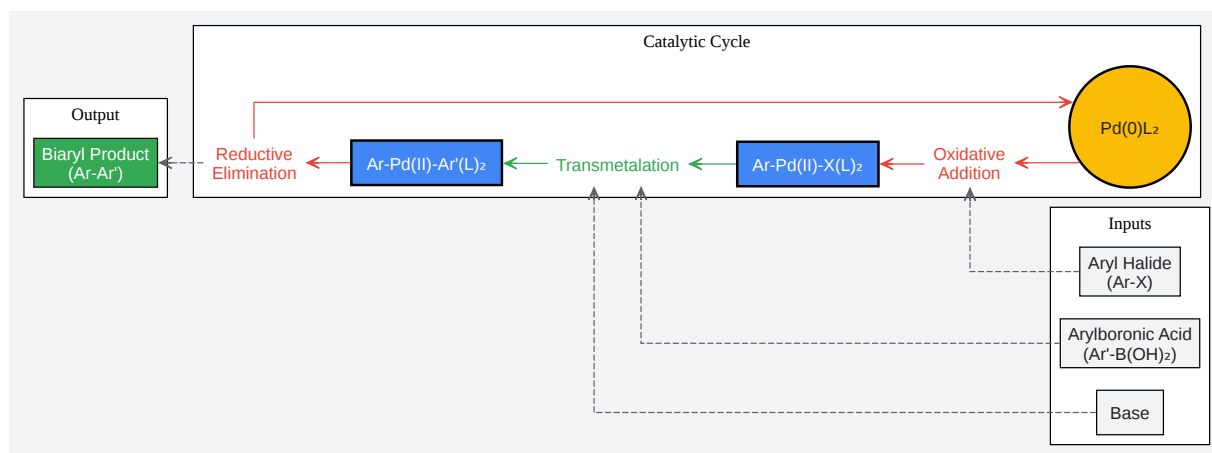 Catalytic Cycle
Output
Biaryl Product
(Ar-Ar')
Reductive
Elimination
Ar-Pd(II)-Ar'(L)₂
Transmetalation
Ar-Pd(II)-X(L)₂
Oxidative
Addition
Pd(0)L₂
Inputs
Aryl Halide
(Ar-X)
Arylboronic Acid
(Ar'-B(OH)₂)
Base